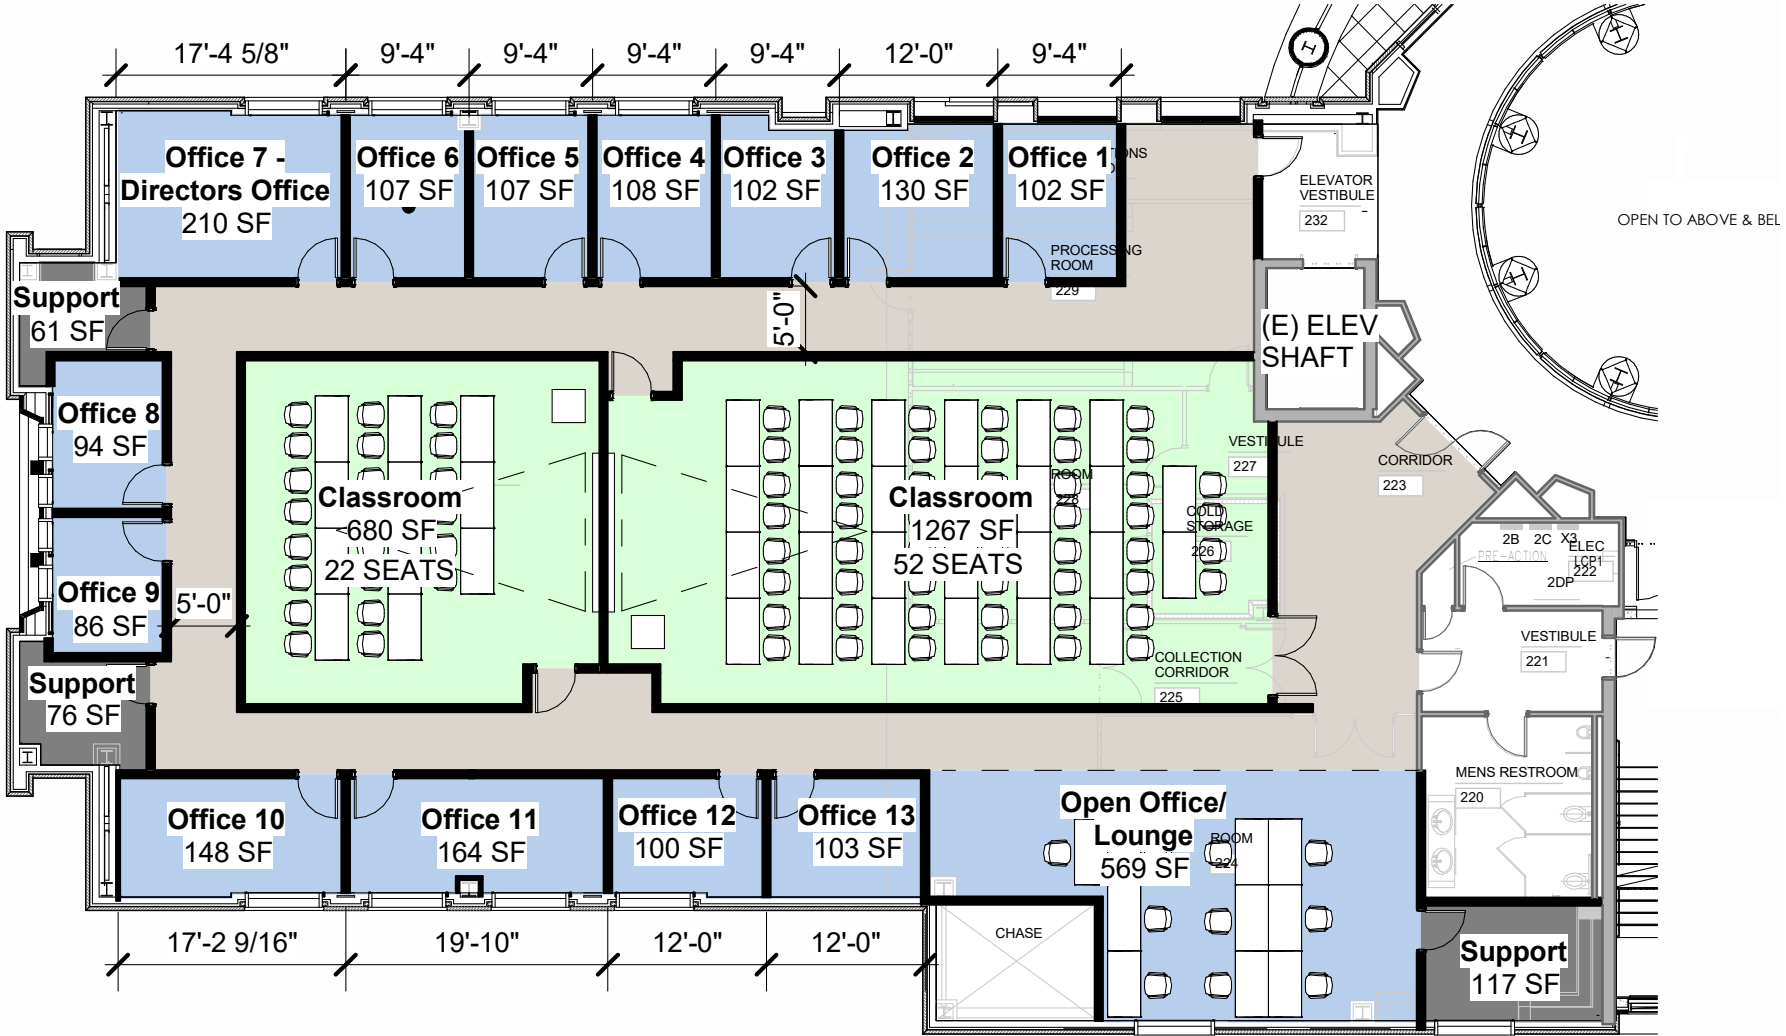 17'-4 5/8"
9'-4"
9'-4"
9'-4"
9'-4"
12'-0"
9'-4"
Office 7 -
Directors Office
210 SF
Office 6
107 SF
Office 5
107 SF
Office 4
108 SF
Office 3
102 SF
Office 2
130 SF
Office 1
102 SF
PROCESSING
ROOM
229
ELEVATOR
VESTIBULE
232
OPEN TO ABOVE & BEL
Support
61 SF
5'-0"
(E) ELEV
SHAFT
Office 8
94 SF
Office 9
86 SF
5'-0"
Support
76 SF
Classroom
680 SF
22 SEATS
Classroom
1267 SF
52 SEATS
ROOM
228
VESTIBULE
227
COLD
STORAGE
226
COLLECTION
CORRIDOR
225
CORRIDOR
223
2B
2C
X3
PRE-ACTION
ELEC
LCP1
222
2DP
VESTIBULE
221
MENS RESTROOM
220
Office 10
148 SF
Office 11
164 SF
Office 12
100 SF
Office 13
103 SF
Open Office/
Lounge
569 SF
ROOM
224
CHASE
Support
117 SF
17'-2 9/16"
19'-10"
12'-0"
12'-0"